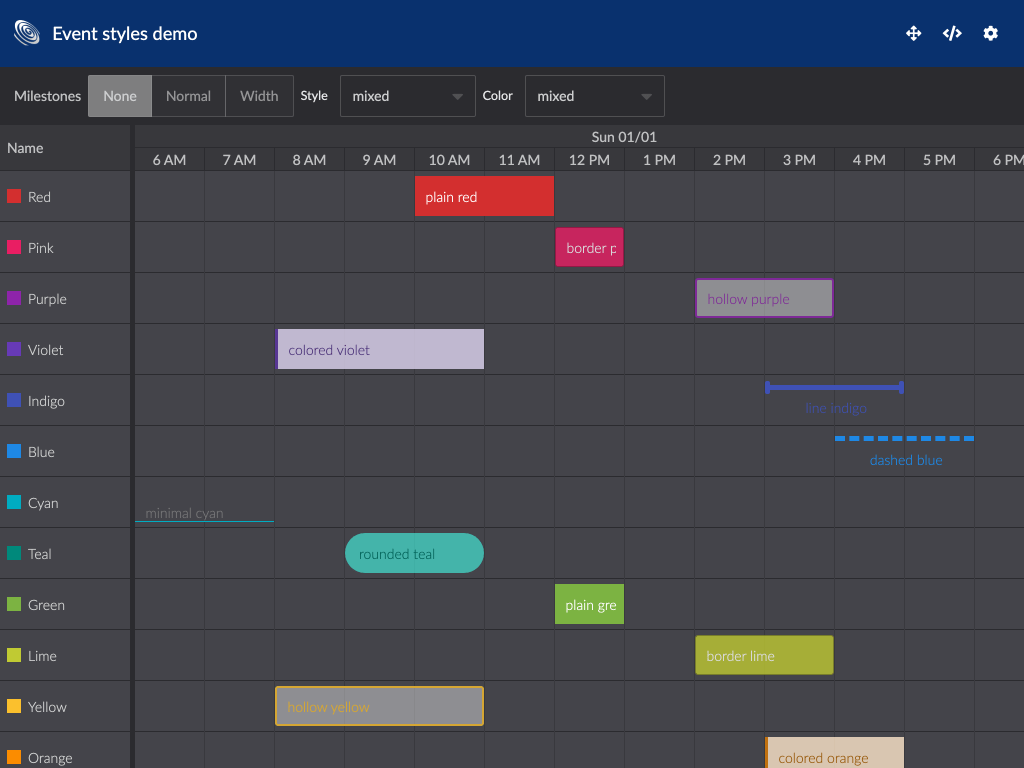 Event styles demo
Milestones None Normal Width Style mixed Color mixed
Name
Sun 01/01
6 AM 7 AM 8 AM 9 AM 10 AM 11 AM 12 PM 1 PM 2 PM 3 PM 4 PM 5 PM 6 PM
Red plain red
Pink border p
Purple hollow purple
Violet colored violet
Indigo line indigo
Blue dashed blue
Cyan minimal cyan
Teal rounded teal
Green plain gre
Lime border lime
Yellow hollow yellow
Orange colored orange